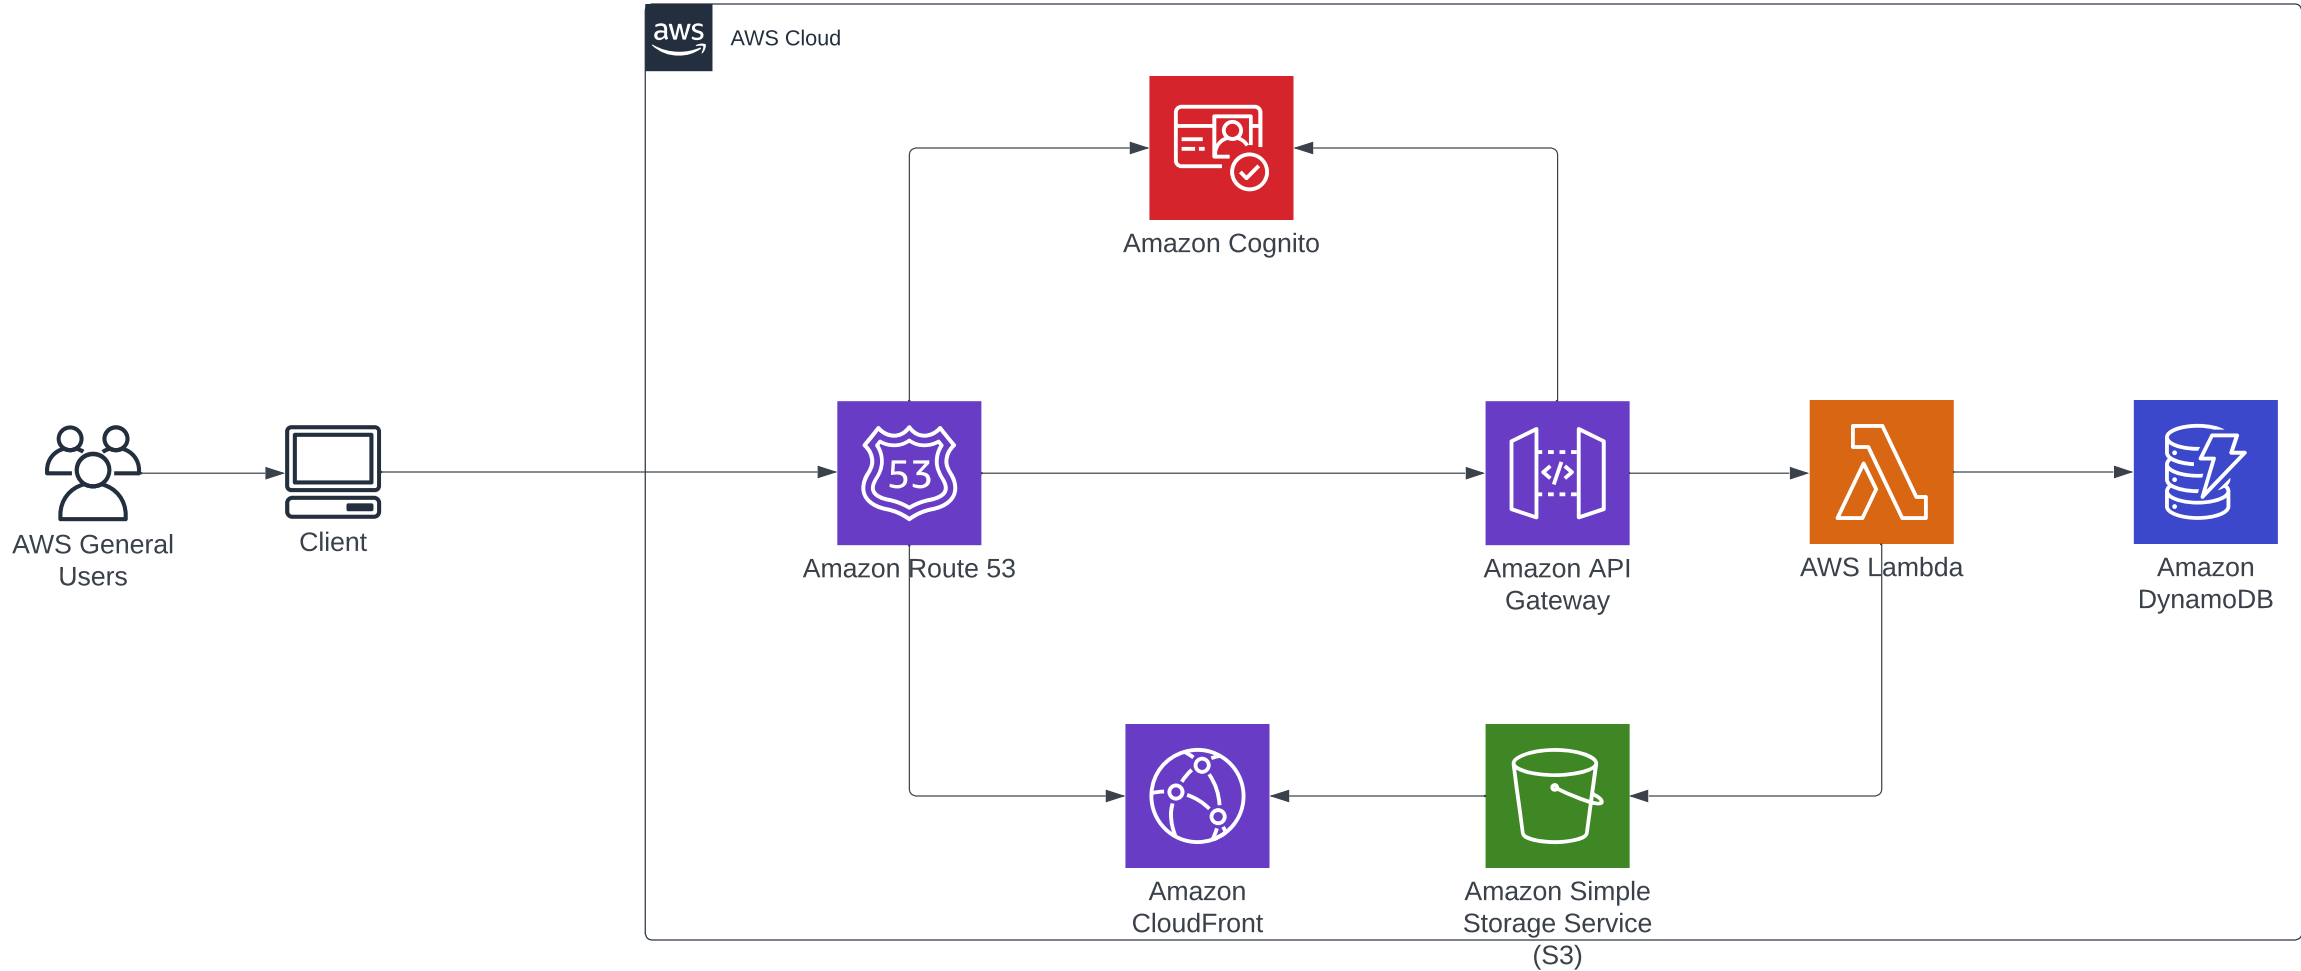 aws
AWS Cloud
Amazon Cognito
53
AWS General
Users
Client
Amazon Route 53
</>
Amazon API
Gateway
AWS Lambda
Amazon
DynamoDB
Amazon
CloudFront
Amazon Simple
Storage Service
(S3)